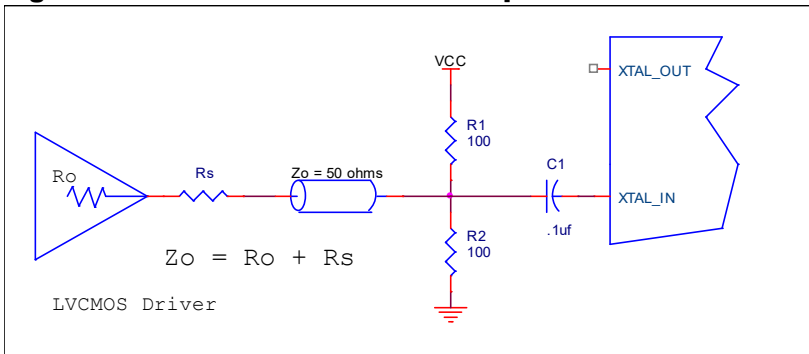 VCC
XTAL_OUT
R1
100
C1
Ro
Rs
Zo = 50 ohms
XTAL_IN
.1uf
R2
100
Zo = Ro + Rs
LVCMOS Driver